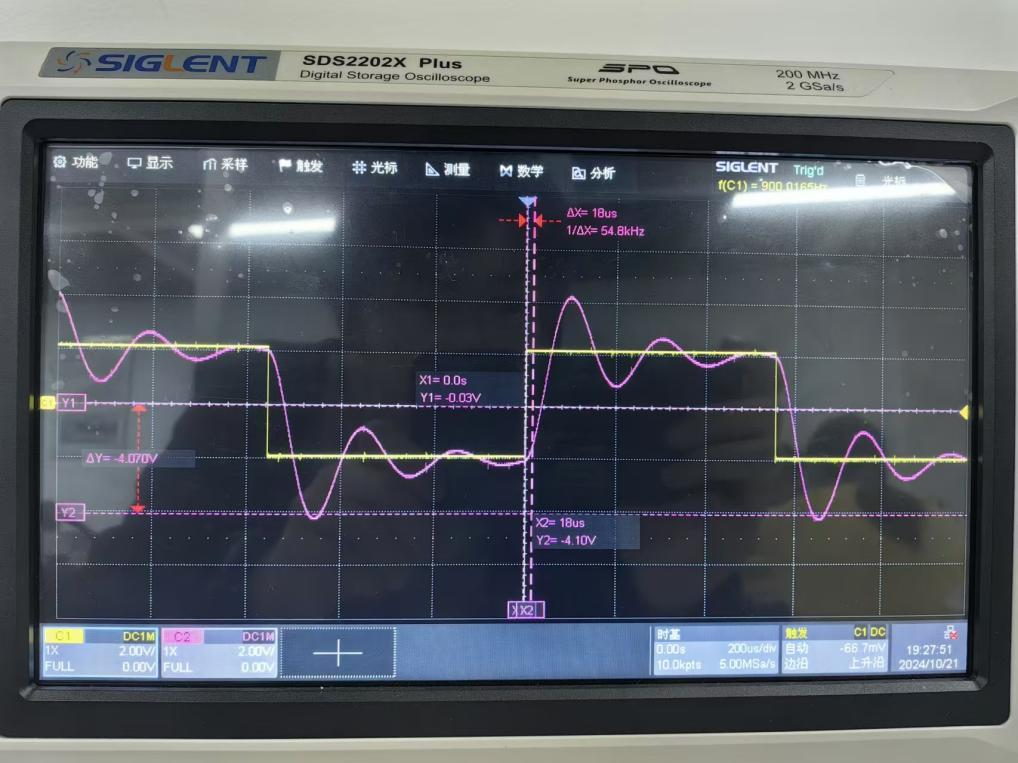 SIGLENT
SDS2202X Plus
Digital Storage Oscilloscope
SPO
Super Phosphor Oscilloscope
200 MHz
2 GSa/s
功能 显示 采样 触发 光标 测量 数学 分析
SIGLENT Trig'd
f(C1) = 900.0165Hz
光标
ΔX= 18us
1/ΔX= 54.8kHz
X1= 0.0s
Y1= -0.03V
C1 Y1
ΔY= -4.070V
Y2
X2= 18us
Y2= -4.10V
X2
C1 DC1M
1X 2.00V/
FULL 0.00V
C2 DC1M
1X 2.00V/
FULL 0.00V
时基
0.00s 200us/div
10.0kpts 5.00MSa/s
触发 C1 DC
自动 -66.7mV
边沿 上升沿
19:27:51
2024/10/21